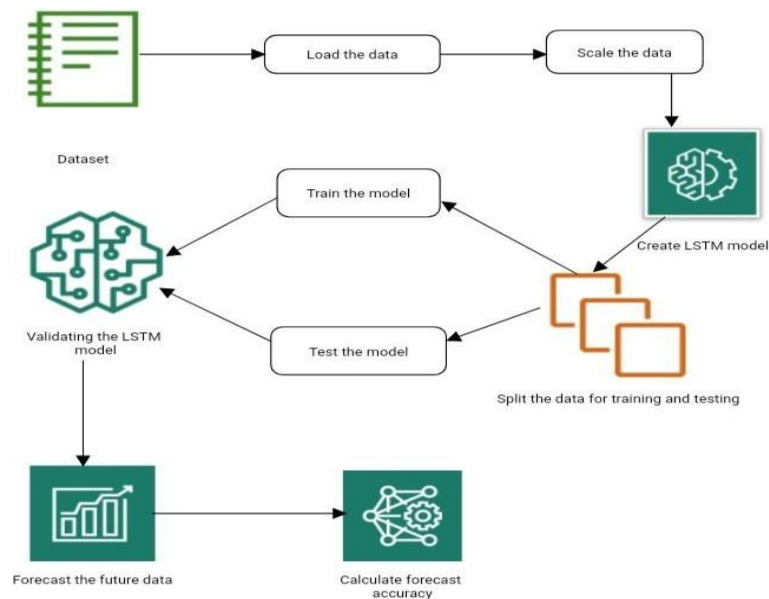 Load the data
Scale the data
Dataset
Train the model
Create LSTM model
Validating the LSTM
model
Test the model
Split the data for training and testing
Forecast the future data
Calculate forecast
accuracy